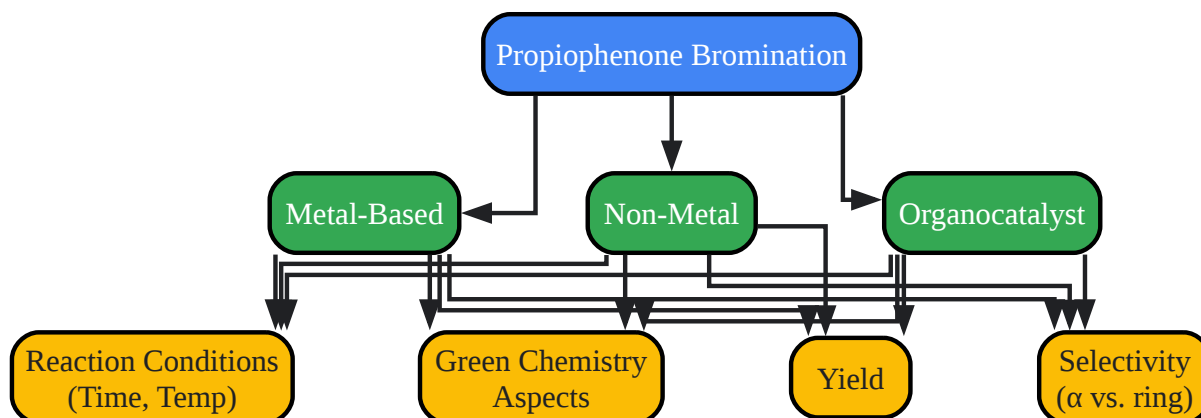 Propiophenone Bromination
Metal-Based
Non-Metal
Organocatalyst
Reaction Conditions
(Time, Temp)
Green Chemistry
Aspects
Yield
Selectivity
(α vs. ring)